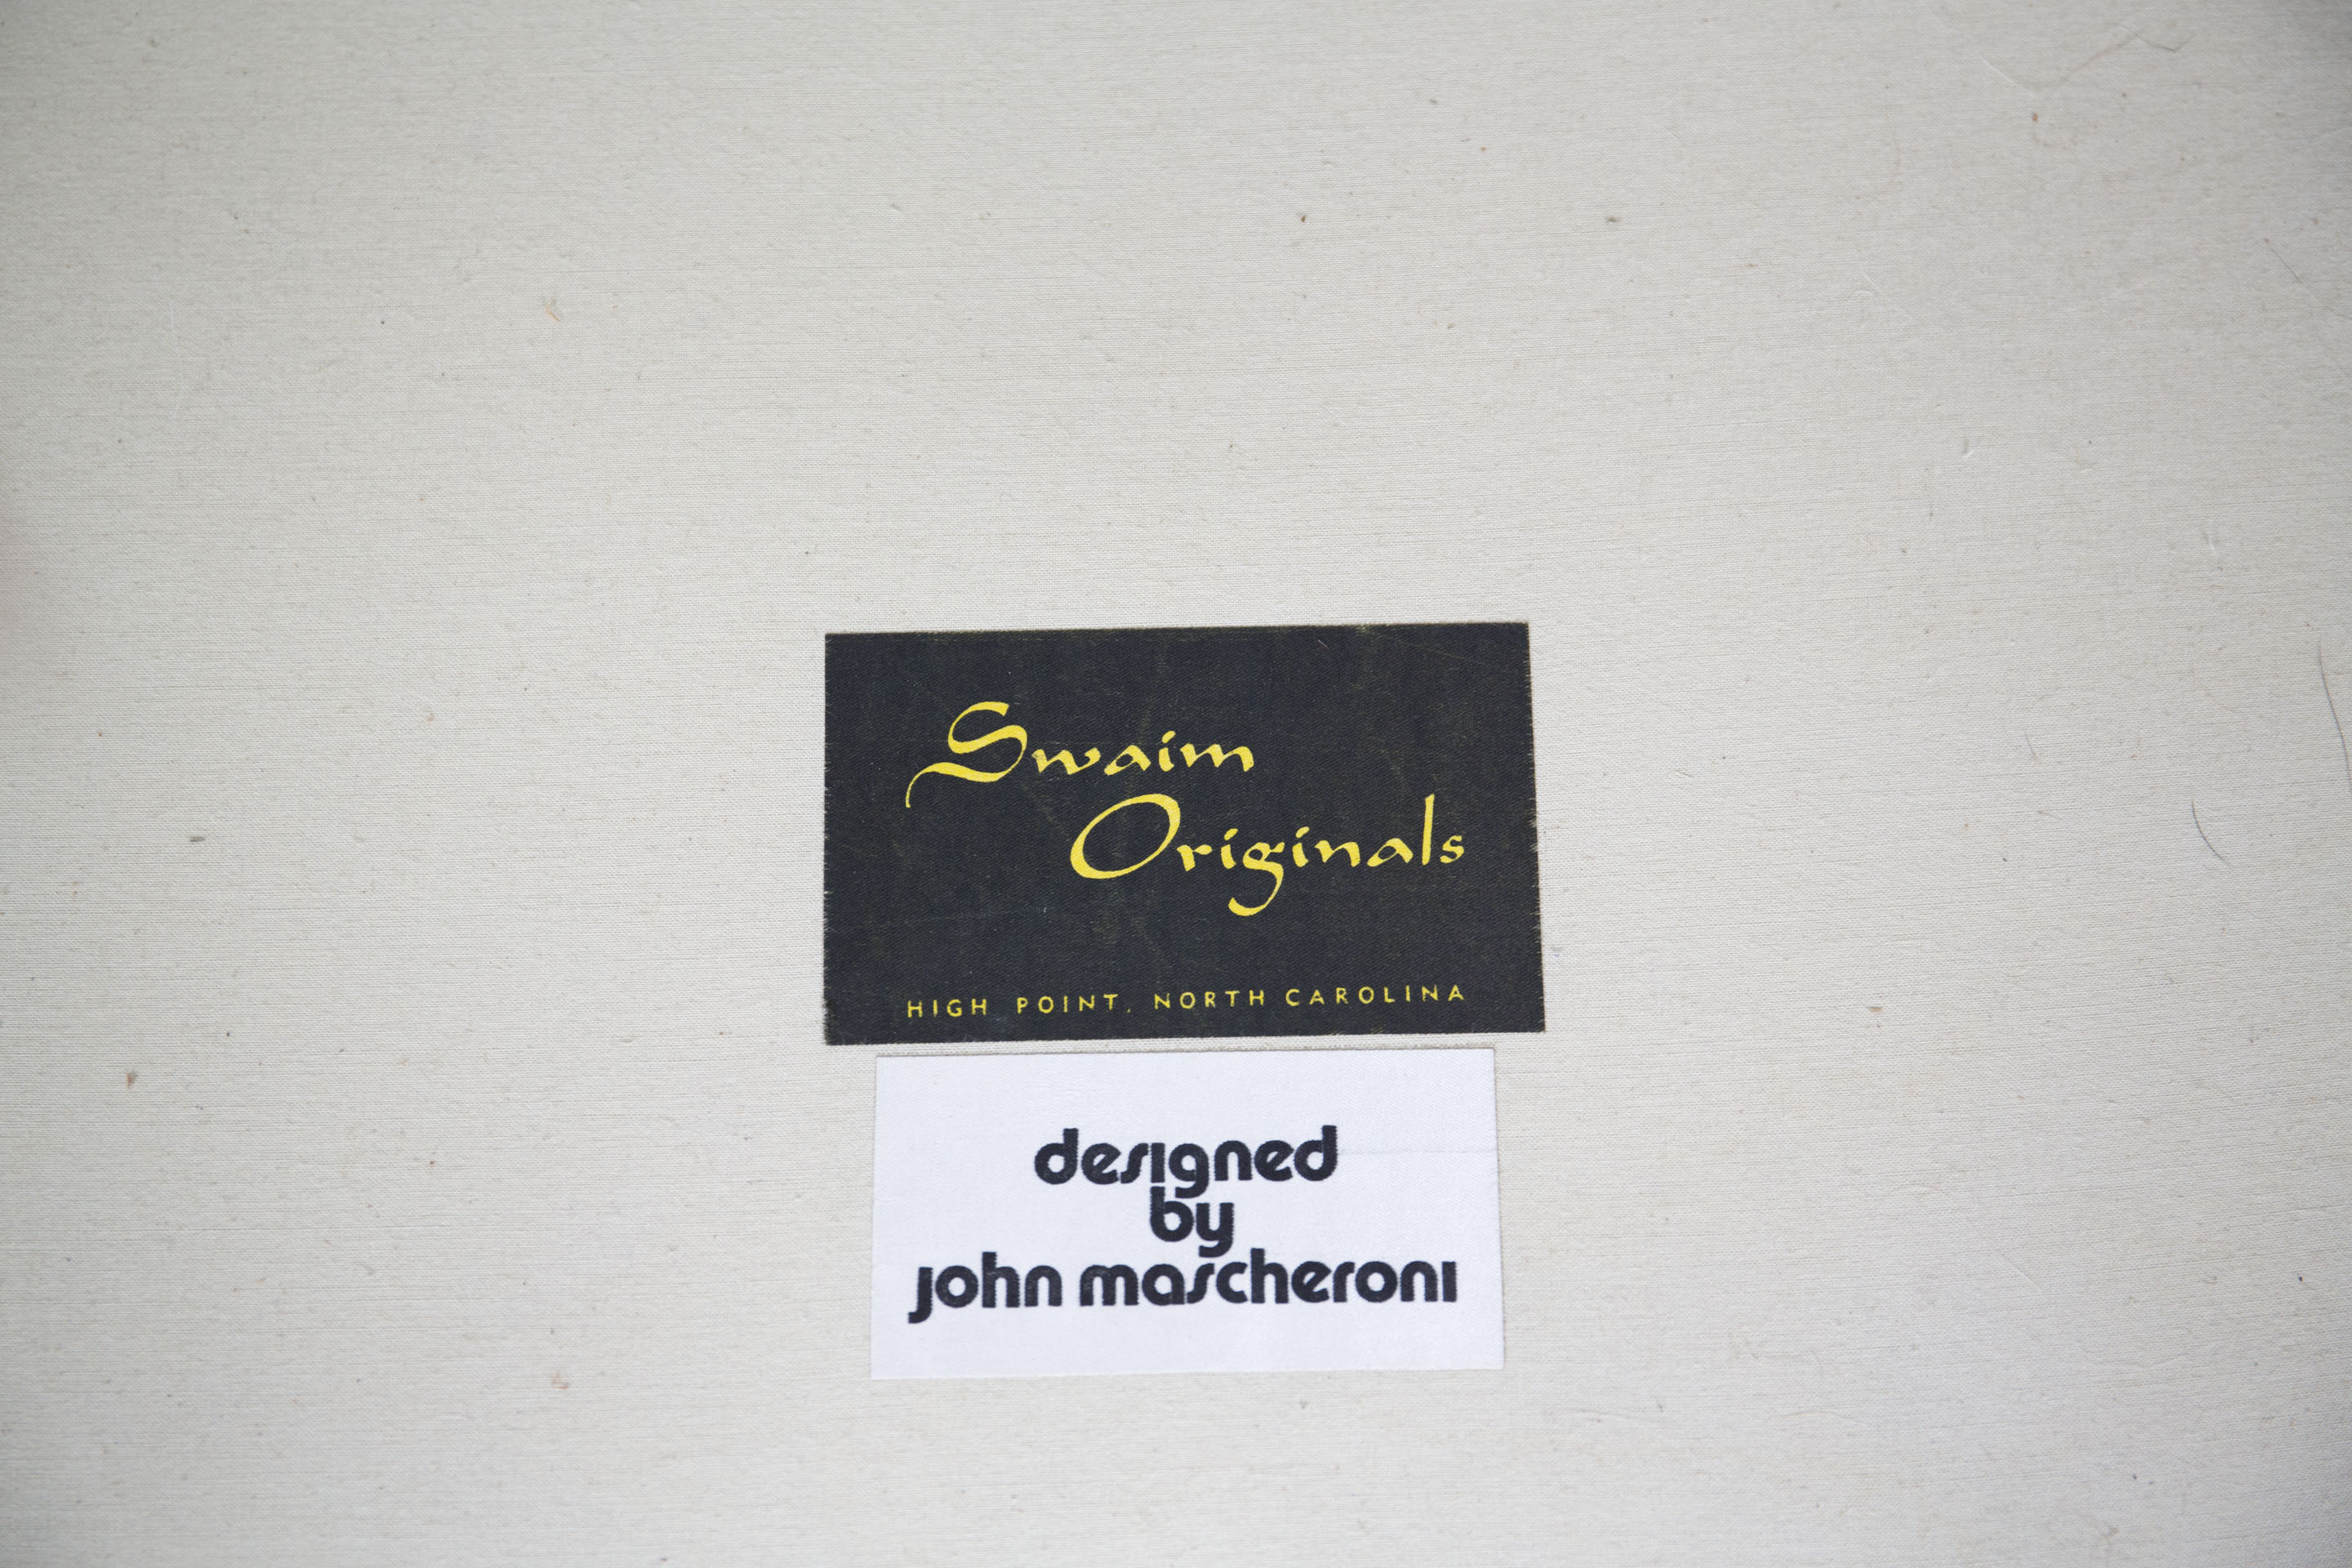 Swaim
Originals
HIGH POINT, NORTH CAROLINA
designed
by
john mascheroni